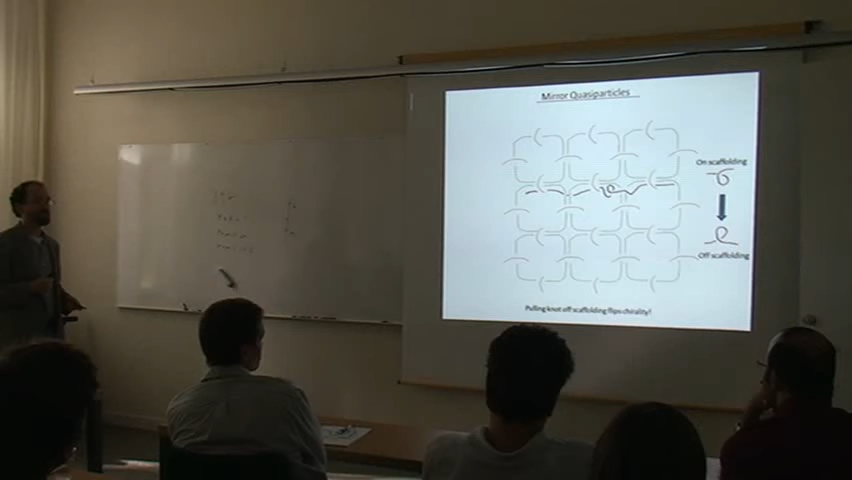 Mirror Quasiparticles
On scaffolding
Off scaffolding
Pulling knot off scaffolding flips chirality!